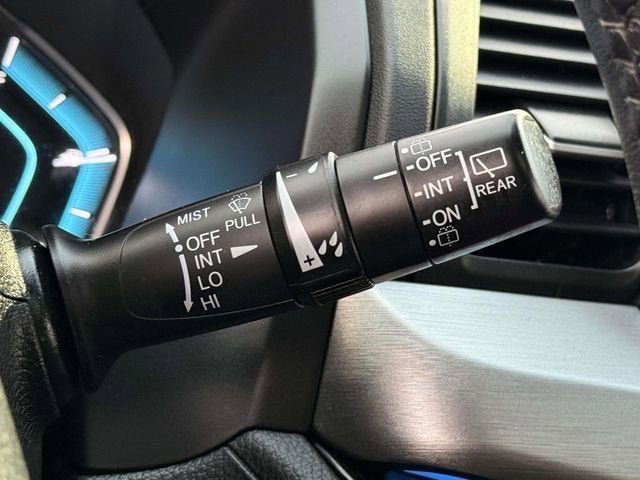 MIST
PULL
OFF
INT
LO
HI
- +
OFF
INT
ON
REAR